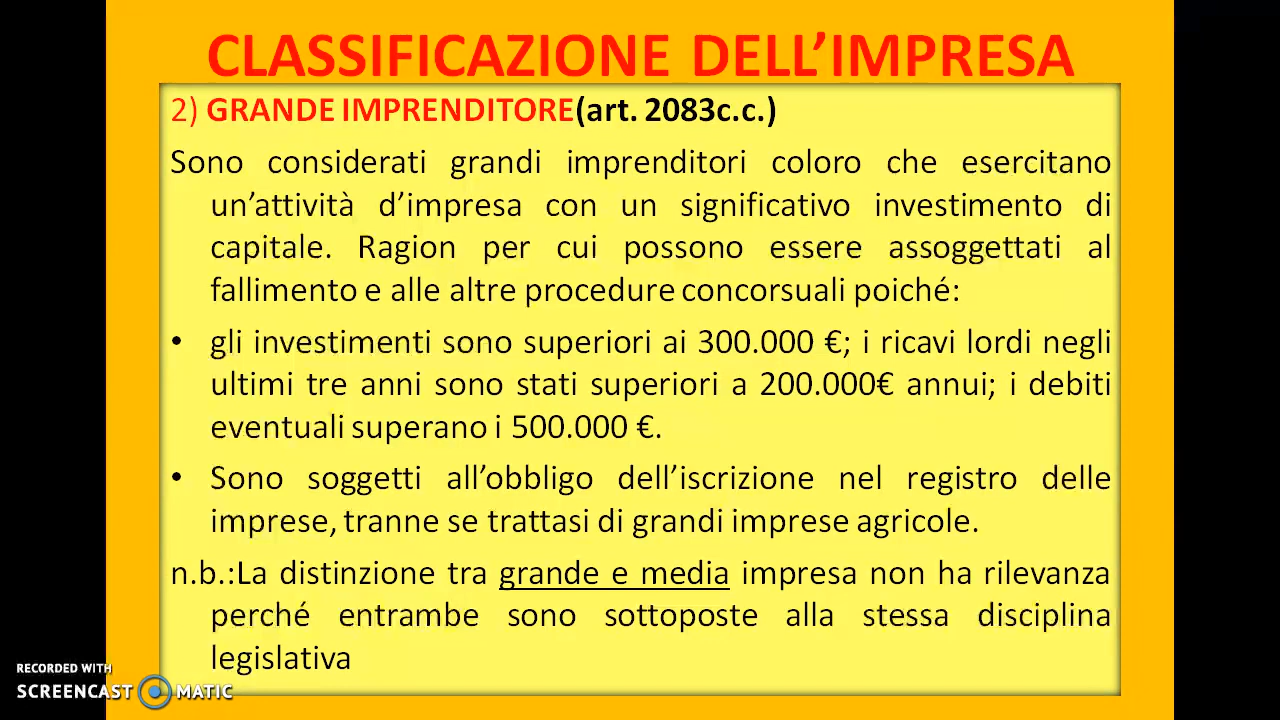 CLASSIFICAZIONE DELL’IMPRESA
2) GRANDE IMPRENDITORE(art. 2083c.c.)
Sono considerati grandi imprenditori coloro che esercitano
un’attività d’impresa con un significativo investimento di
capitale. Ragion per cui possono essere assoggettati al
fallimento e alle altre procedure concorsuali poiché:
• gli investimenti sono superiori ai 300.000 €; i ricavi lordi negli
ultimi tre anni sono stati superiori a 200.000€ annui; i debiti
eventuali superano i 500.000 €.
• Sono soggetti all’obbligo dell’iscrizione nel registro delle
imprese, tranne se trattasi di grandi imprese agricole.
n.b.:La distinzione tra grande e media impresa non ha rilevanza
perché entrambe sono sottoposte alla stessa disciplina
legislativa
RECORDED WITH
SCREENCAST MATIC